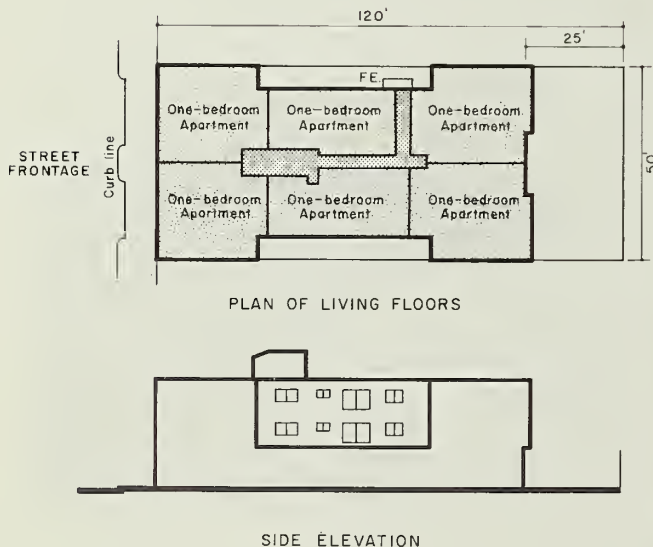 120'
25'
FE
One-bedroom
Apartment
One-bedroom
Apartment
One-bedroom
Apartment
STREET
FRONTAGE
Curb line
50'
One-bedroom
Apartment
One-bedroom
Apartment
One-bedroom
Apartment
PLAN OF LIVING FLOORS
SIDE ELEVATION